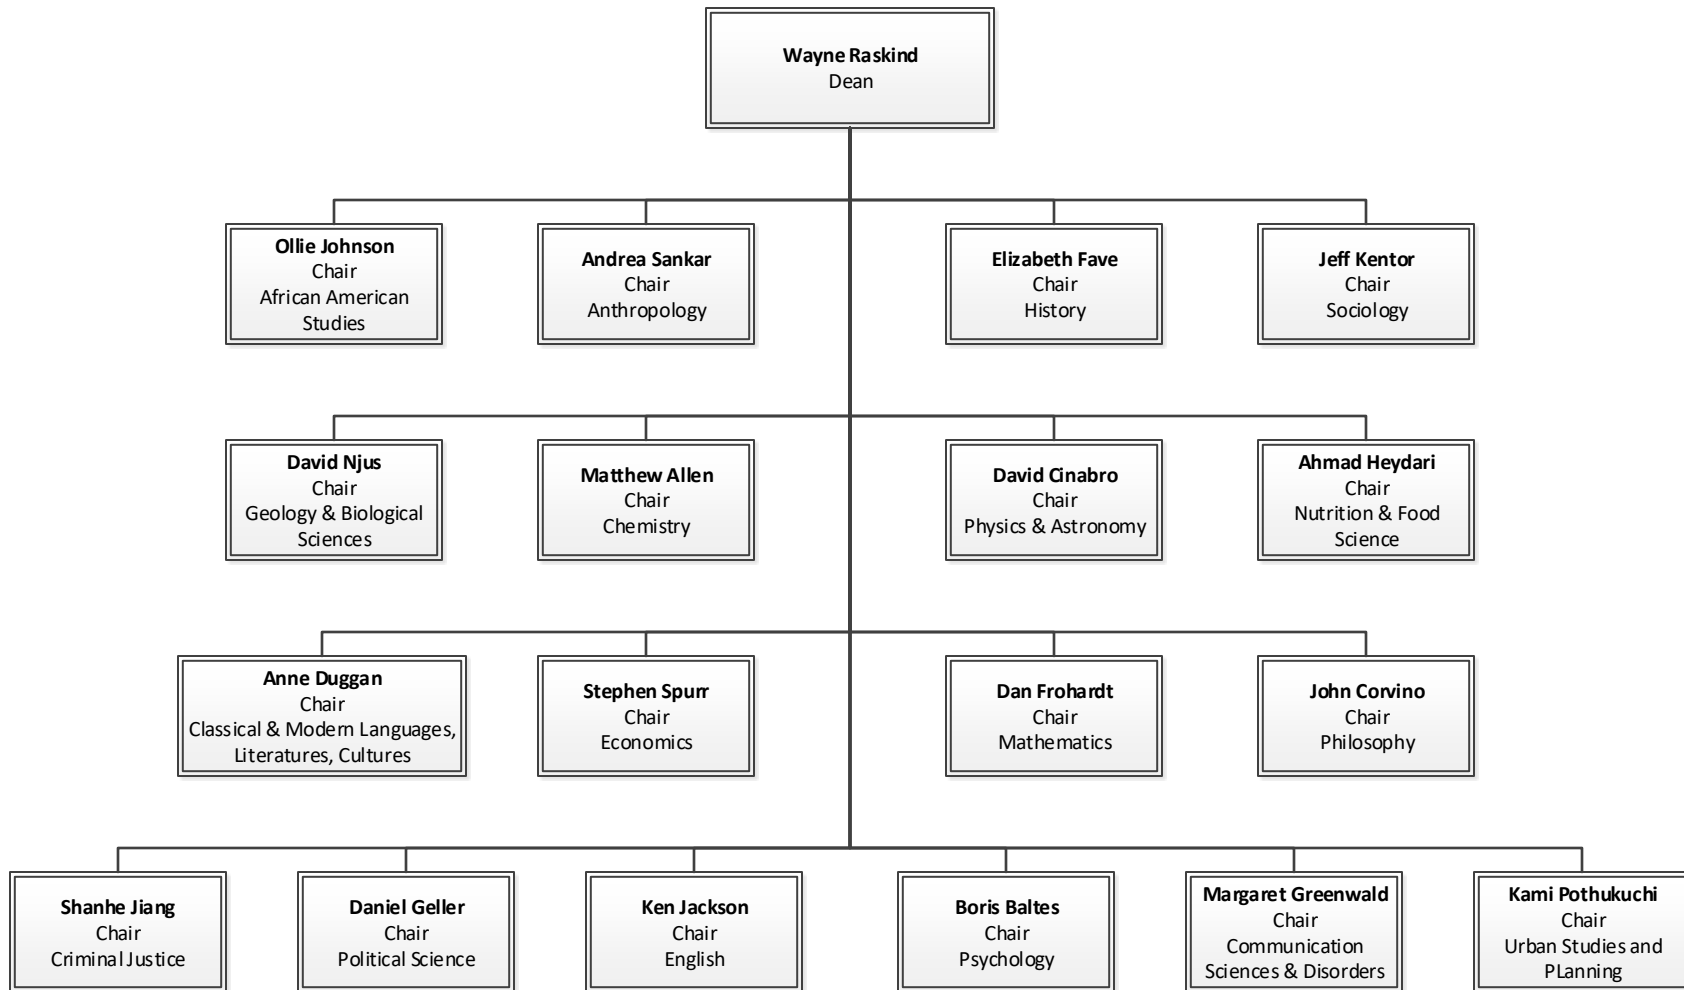 Wayne Raskind
Dean
Ollie Johnson
Chair
African American
Studies
Andrea Sankar
Chair
Anthropology
Elizabeth Fave
Chair
History
Jeff Kentor
Chair
Sociology
David Njus
Chair
Geology & Biological
Sciences
Matthew Allen
Chair
Chemistry
David Cinabro
Chair
Physics & Astronomy
Ahmad Heydari
Chair
Nutrition & Food
Science
Anne Duggan
Chair
Classical & Modern Languages,
Literatures, Cultures
Stephen Spurr
Chair
Economics
Dan Frohardt
Chair
Mathematics
John Corvino
Chair
Philosophy
Shanhe Jiang
Chair
Criminal Justice
Daniel Geller
Chair
Political Science
Ken Jackson
Chair
English
Boris Baltes
Chair
Psychology
Margaret Greenwald
Chair
Communication
Sciences & Disorders
Kami Pothukuchi
Chair
Urban Studies and
PLanning